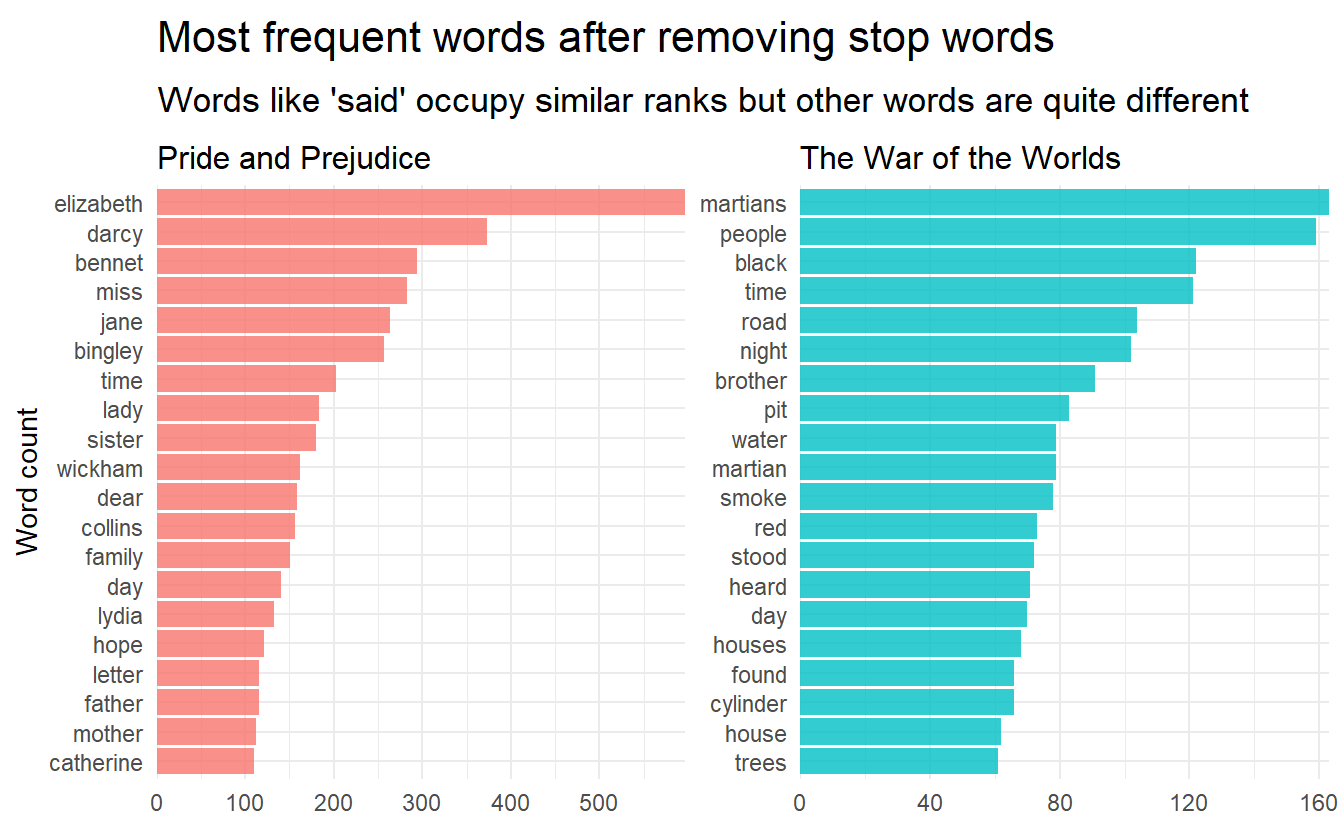 Most frequent words after removing stop words
Words like 'said' occupy similar ranks but other words are quite different
Pride and Prejudice
elizabeth
darcy
bennet
miss
jane
bingley
time
lady
sister
wickham
dear
collins
family
day
lydia
hope
letter
father
mother
catherine
0 100 200 300 400 500
The War of the Worlds
martians
people
black
time
road
night
brother
pit
water
martian
smoke
red
stood
heard
day
houses
found
cylinder
house
trees
0 40 80 120 160
Word count